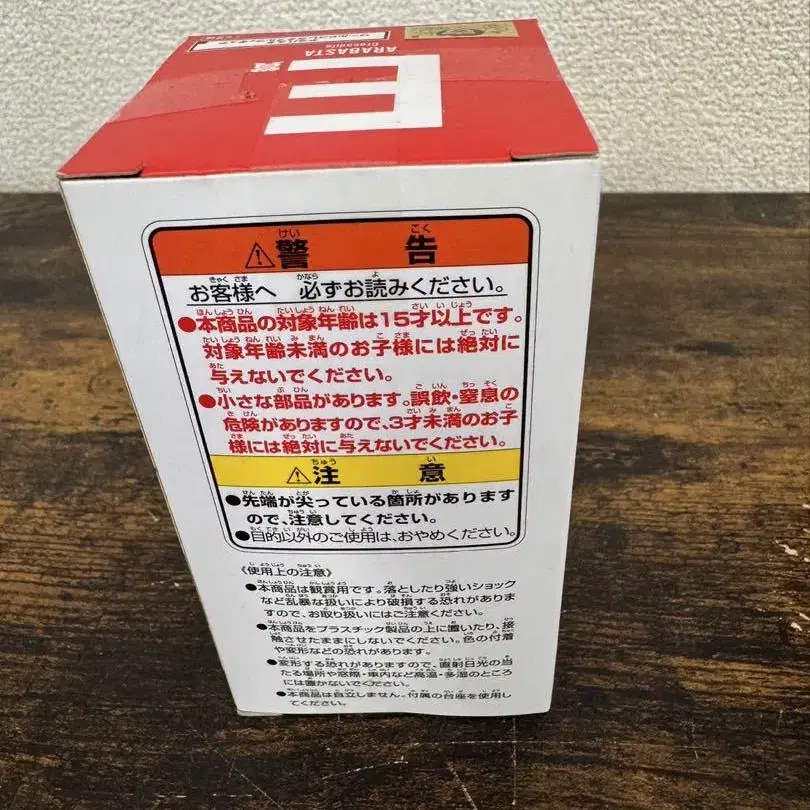 ARABASTA
E賞
⚠警告
お客様へ 必ずお読みください。
●本商品の対象年齢は15才以上です。
対象年齢未満のお子様には絶対に
与えないでください。
●小さな部品があります。誤飲・窒息の
危険がありますので、3才未満のお子
様には絶対に与えないでください。
⚠注意
●先端が尖っている箇所があります
ので、注意してください。
●目的以外のご使用は、おやめください。
《使用上の注意》
●本商品は観賞用です。落としたり強いショック
など乱暴な扱いにより破損する恐れがありま
すので、お取り扱いにはご注意ください。
●本商品をプラスチック製品の上に置いたり、接
触させたままにしないでください。色の付着
や変形などの恐れがあります。
●変形する恐れがありますので、直射日光の当
たる場所や窓際・車内など高温・多湿のところ
には置かないでください。
●本商品は自立しません。付属の台座を使用し
てください。